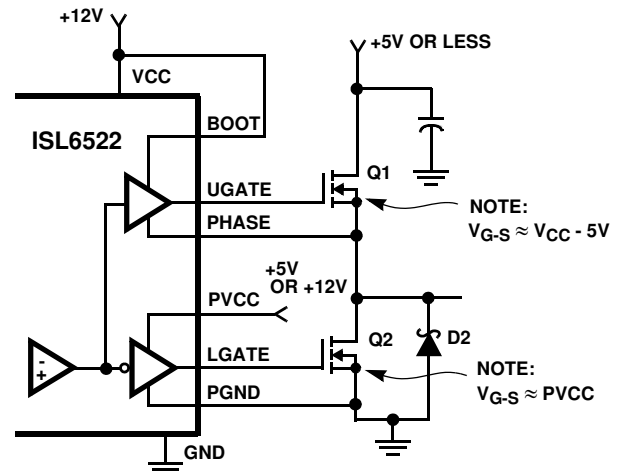 +12V
+5V OR LESS
VCC
BOOT
ISL6522
Q1
UGATE
NOTE:
VG-S ≈ VCC - 5V
PHASE
+5V
OR +12V
PVCC
Q2
D2
LGATE
NOTE:
VG-S ≈ PVCC
-
+
PGND
GND